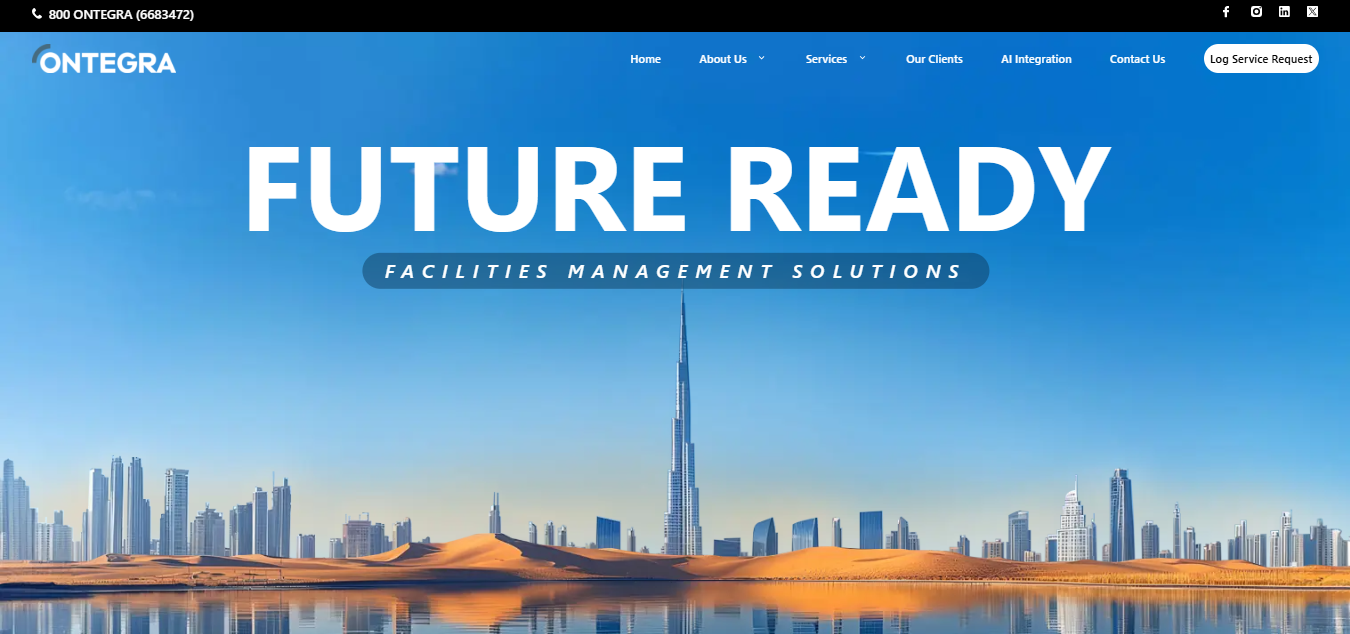 800 ONTEGRA (6683472)
ONTEGRA
Home About Us Services Our Clients AI Integration Contact Us Log Service Request
FUTURE READY
FACILITIES MANAGEMENT SOLUTIONS